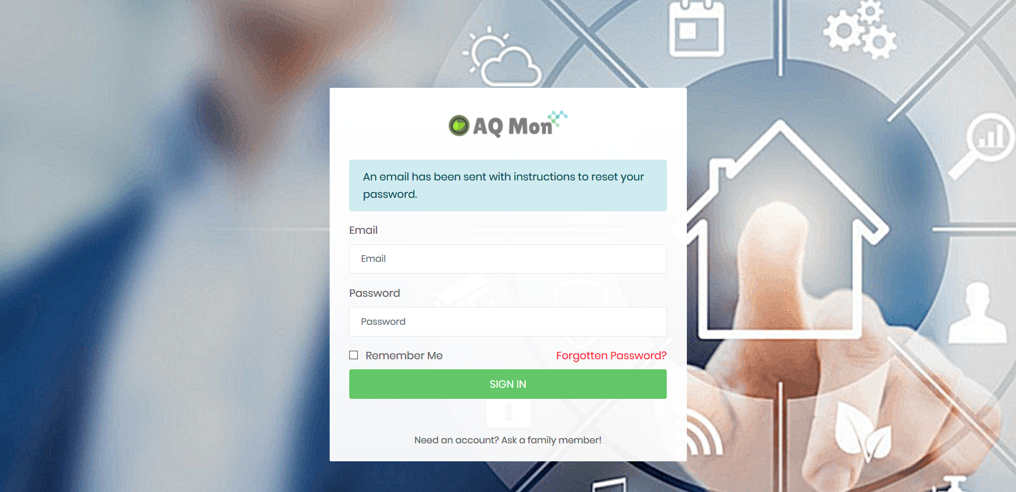 AQ Mon
An email has been sent with instructions to reset your
password.
Email
Email
Password
Password
Remember Me
Forgotten Password?
SIGN IN
Need an account? Ask a family member!